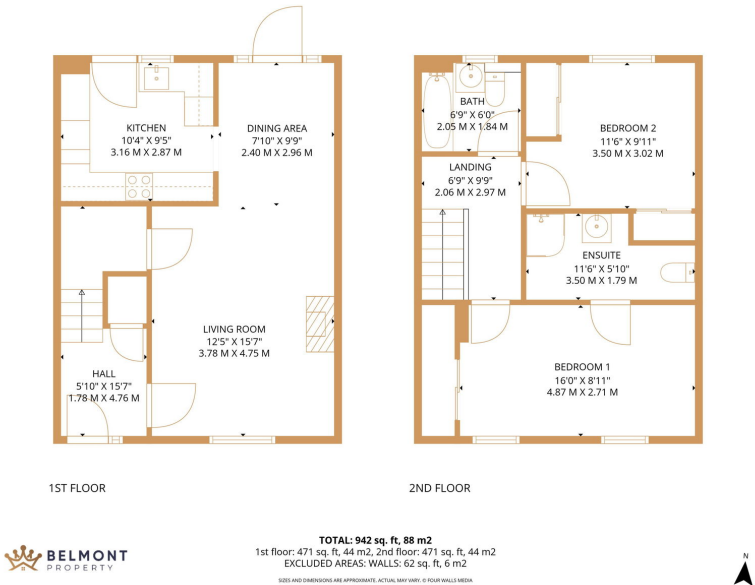 KITCHEN
10'4" X 9'5"
3.16 M X 2.87 M
DINING AREA
7'10" X 9'9"
2.40 M X 2.96 M
LIVING ROOM
12'5" X 15'7"
3.78 M X 4.75 M
HALL
5'10" X 15'7"
1.78 M X 4.76 M
1ST FLOOR
BATH
6'9" X 6'0"
2.05 M X 1.84 M
BEDROOM 2
11'6" X 9'11"
3.50 M X 3.02 M
LANDING
6'9" X 9'9"
2.06 M X 2.97 M
ENSUITE
11'6" X 5'10"
3.50 M X 1.79 M
BEDROOM 1
16'0" X 8'11"
4.87 M X 2.71 M
2ND FLOOR
BELMONT
PROPERTY
TOTAL: 942 sq. ft, 88 m2
1st floor: 471 sq. ft, 44 m2, 2nd floor: 471 sq. ft, 44 m2
EXCLUDED AREAS: WALLS: 62 sq. ft, 6 m2
SIZES AND DIMENSIONS ARE APPROXIMATE, ACTUAL MAY VARY. © FOUR WALLS MEDIA
N